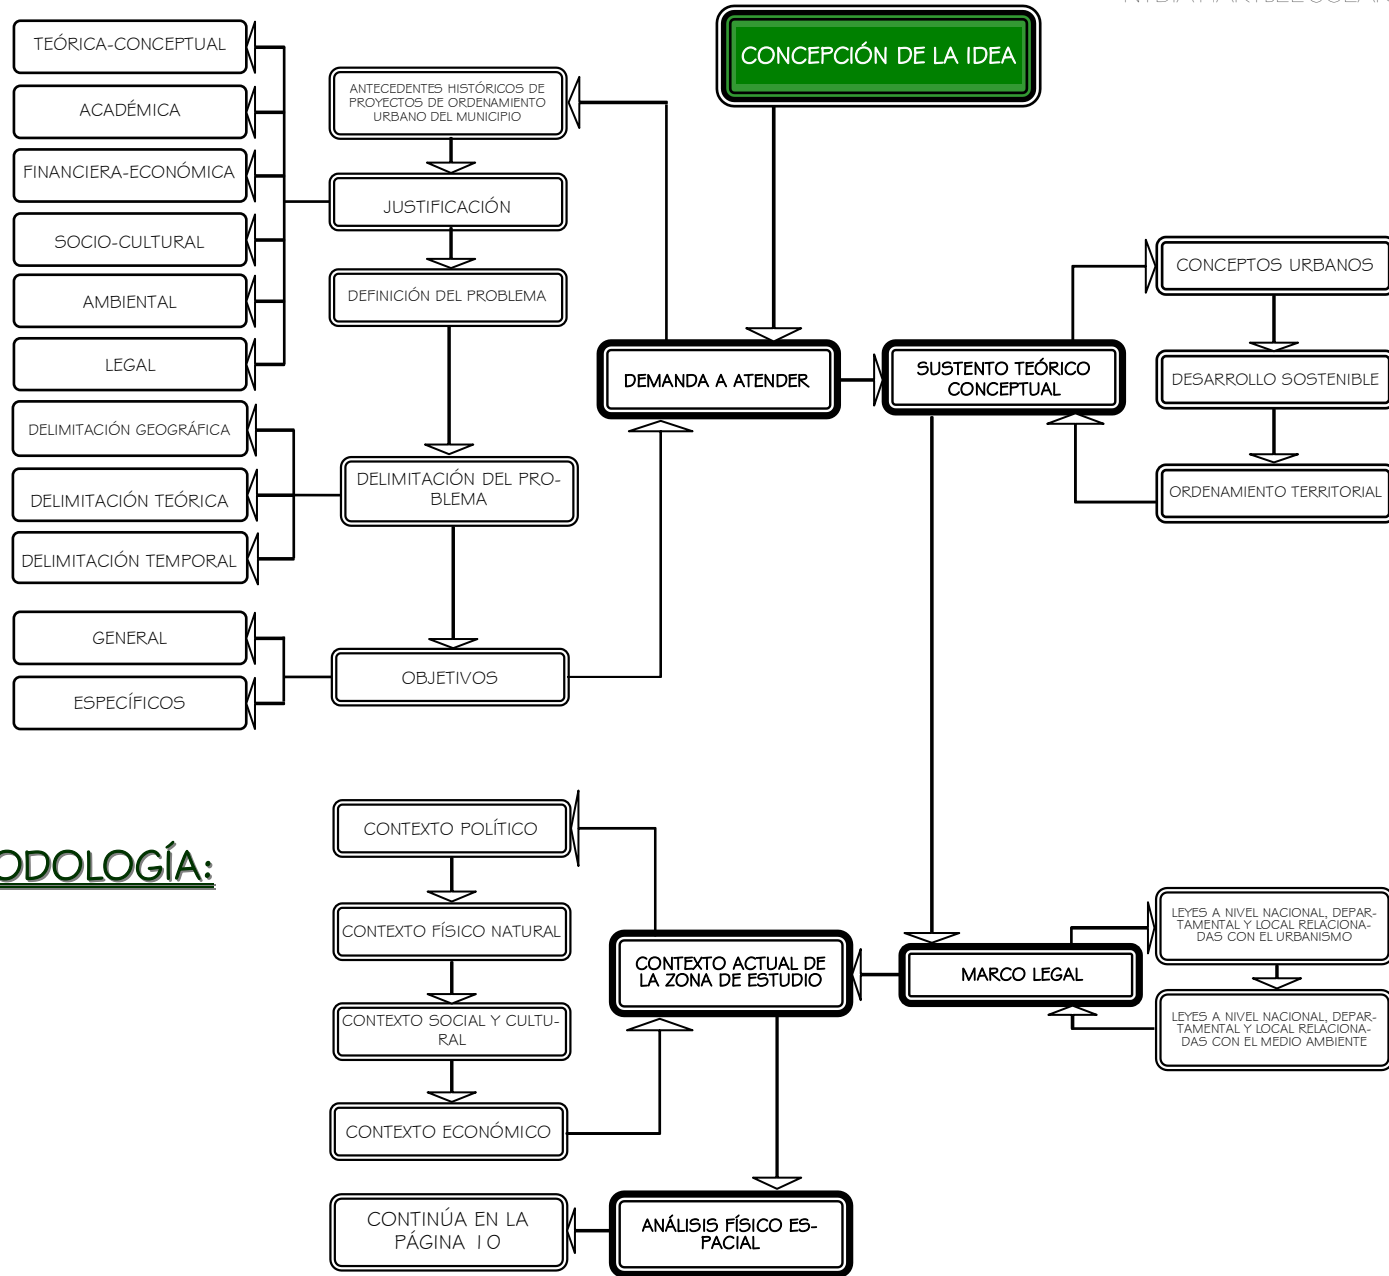 CONCEPCIÓN DE LA IDEA
TEÓRICA-CONCEPTUAL
ACADÉMICA
FINANCIERA-ECONÓMICA
SOCIO-CULTURAL
AMBIENTAL
LEGAL
DELIMITACIÓN GEOGRÁFICA
DELIMITACIÓN TEÓRICA
DELIMITACIÓN TEMPORAL
GENERAL
ESPECÍFICOS
ANTECEDENTES HISTÓRICOS DE
PROYECTOS DE ORDENAMIENTO
URBANO DEL MUNICIPIO
JUSTIFICACIÓN
DEFINICIÓN DEL PROBLEMA
DELIMITACIÓN DEL PRO-
BLEMA
OBJETIVOS
DEMANDA A ATENDER
SUSTENTO TEÓRICO
CONCEPTUAL
CONCEPTOS URBANOS
DESARROLLO SOSTENIBLE
ORDENAMIENTO TERRITORIAL
ODOLOGÍA:
CONTEXTO POLÍTICO
CONTEXTO FÍSICO NATURAL
CONTEXTO SOCIAL Y CULTU-
RAL
CONTEXTO ECONÓMICO
CONTINÚA EN LA
PÁGINA 10
CONTEXTO ACTUAL DE
LA ZONA DE ESTUDIO
ANÁLISIS FÍSICO ES-
PACIAL
MARCO LEGAL
LEYES A NIVEL NACIONAL, DEPAR-
TAMENTAL Y LOCAL RELACIONA-
DAS CON EL URBANISMO
LEYES A NIVEL NACIONAL, DEPAR-
TAMENTAL Y LOCAL RELACIONA-
DAS CON EL MEDIO AMBIENTE